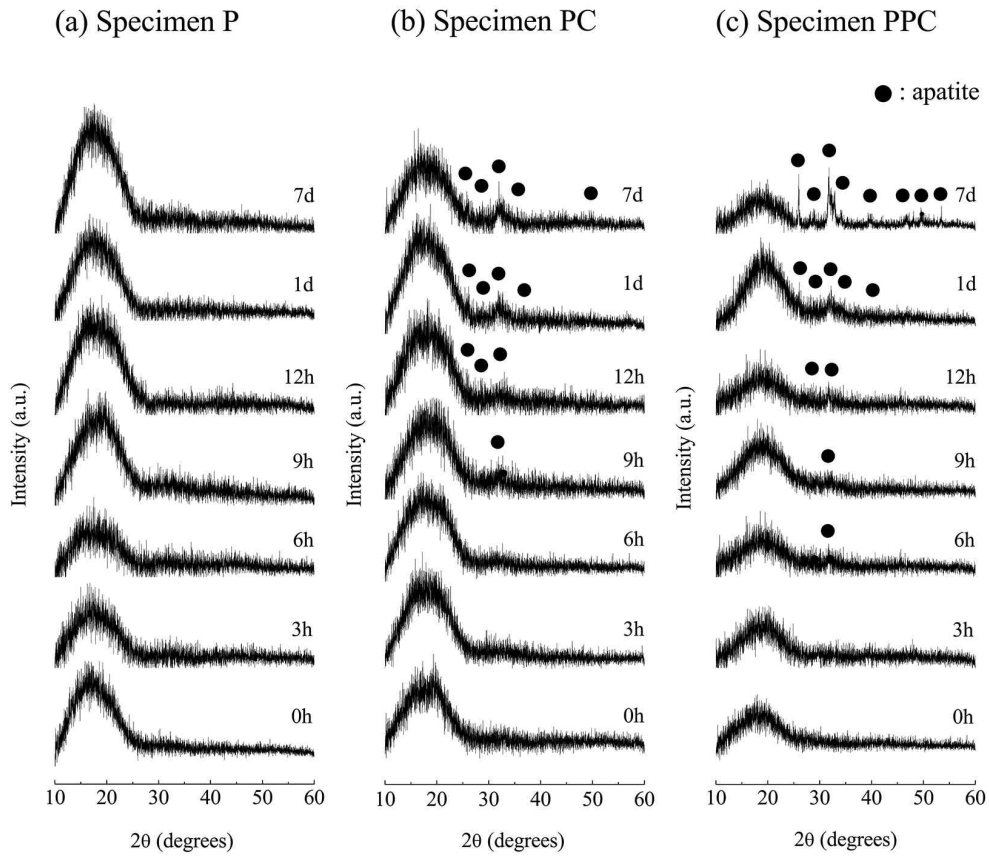 (a) Specimen P
(b) Specimen PC
(c) Specimen PPC
● : apatite
Intensity (a.u.)
7d
1d
12h
9h
6h
3h
0h
10 20 30 40 50 60
2θ (degrees)
Intensity (a.u.)
7d
1d
12h
9h
6h
3h
0h
10 20 30 40 50 60
2θ (degrees)
Intensity (a.u.)
7d
1d
12h
9h
6h
3h
0h
10 20 30 40 50 60
2θ (degrees)